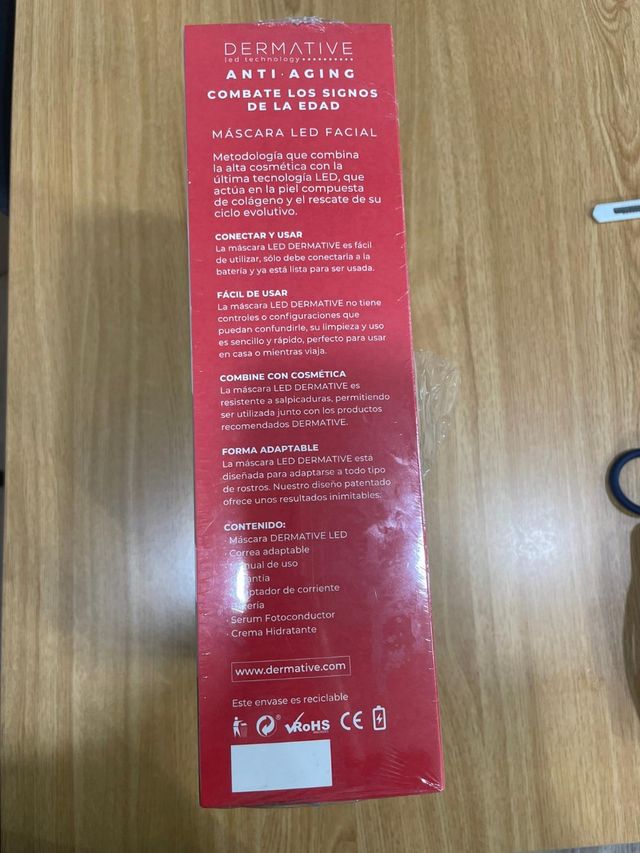 DERMATIVE
led technology
ANTI·AGING
COMBATE LOS SIGNOS
DE LA EDAD
MÁSCARA LED FACIAL
Metodología que combina
la alta cosmética con la
última tecnología LED, que
actúa en la piel compuesta
de colágeno y el rescate de su
ciclo evolutivo.
CONECTAR Y USAR
La máscara LED DERMATIVE es fácil
de utilizar, sólo debe conectarla a la
batería y ya está lista para ser usada.
FÁCIL DE USAR
La máscara LED DERMATIVE no tiene
controles o configuraciones que
puedan confundirle, su limpieza y uso
es sencillo y rápido, perfecto para usar
en casa o mientras viaja.
COMBINE CON COSMÉTICA
La máscara LED DERMATIVE es
resistente a salpicaduras, permitiendo
ser utilizada junto con los productos
recomendados DERMATIVE.
FORMA ADAPTABLE
La máscara LED DERMATIVE está
diseñada para adaptarse a todo tipo
de rostros. Nuestro diseño patentado
ofrece unos resultados inimitables.
CONTENIDO:
· Máscara DERMATIVE LED
· Correa adaptable
de uso
de corriente
· Serum Fotoconductor
· Crema Hidratante
www.dermative.com
Este envase es reciclable
RoHS CE